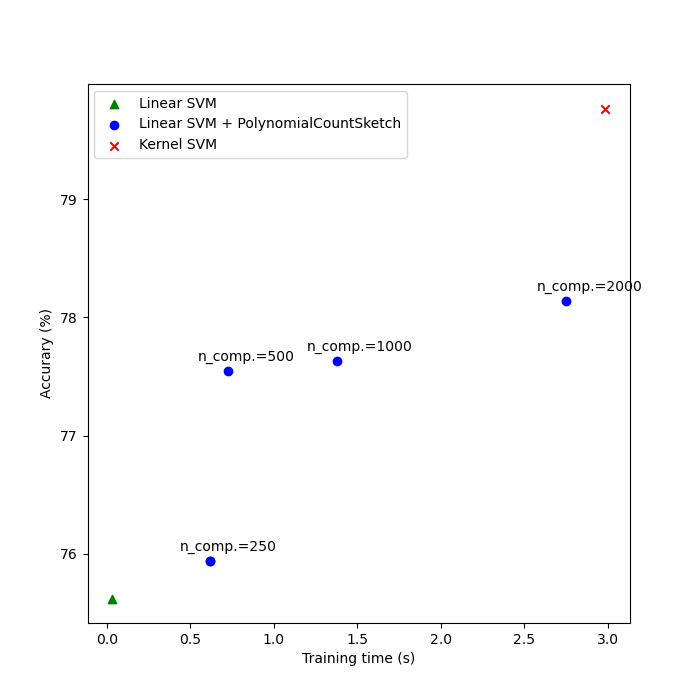 Linear SVM
Linear SVM + PolynomialCountSketch
Kernel SVM
79
n_comp.=2000
78
n_comp.=1000
n_comp.=500
Accurary (%)
77
n_comp.=250
76
0.0 0.5 1.0 1.5 2.0 2.5 3.0
Training time (s)